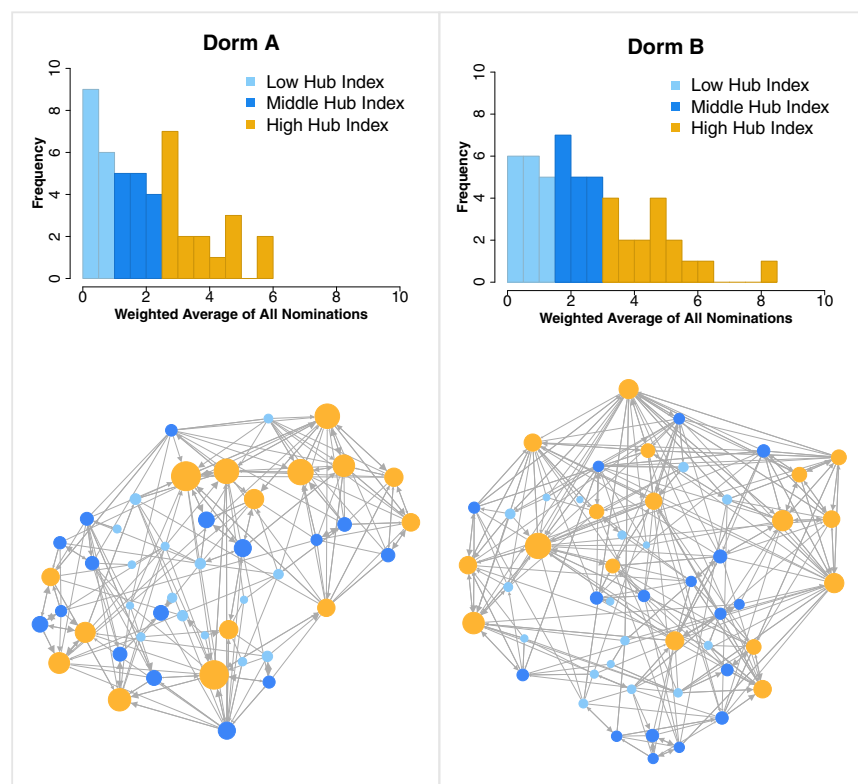 Dorm A
10
8
6
4
2
0
Frequency
Low Hub Index
Middle Hub Index
High Hub Index
0 2 4 6 8 10
Weighted Average of All Nominations
Dorm B
10
8
6
4
2
0
Frequency
Low Hub Index
Middle Hub Index
High Hub Index
0 2 4 6 8 10
Weighted Average of All Nominations